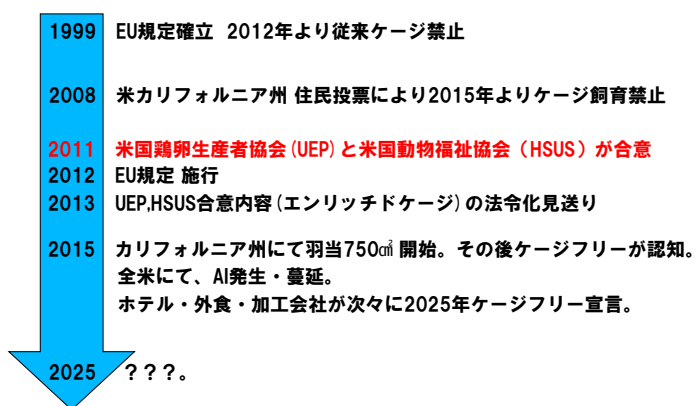 1999 EU規定確立 2012年より従来ケージ禁止
2008 米カリフォルニア州 住民投票により2015年よりケージ飼育禁止
2011 米国鶏卵生産者協会(UEP)と米国動物福祉協会(HSUS)が合意
2012 EU規定 施行
2013 UEP,HSUS合意内容(エンリッチドケージ)の法令化見送り
2015 カリフォルニア州にて羽当750㎠ 開始。その後ケージフリーが認知。
全米にて、AI発生・蔓延。
ホテル・外食・加工会社が次々に2025年ケージフリー宣言。
2025 ???。